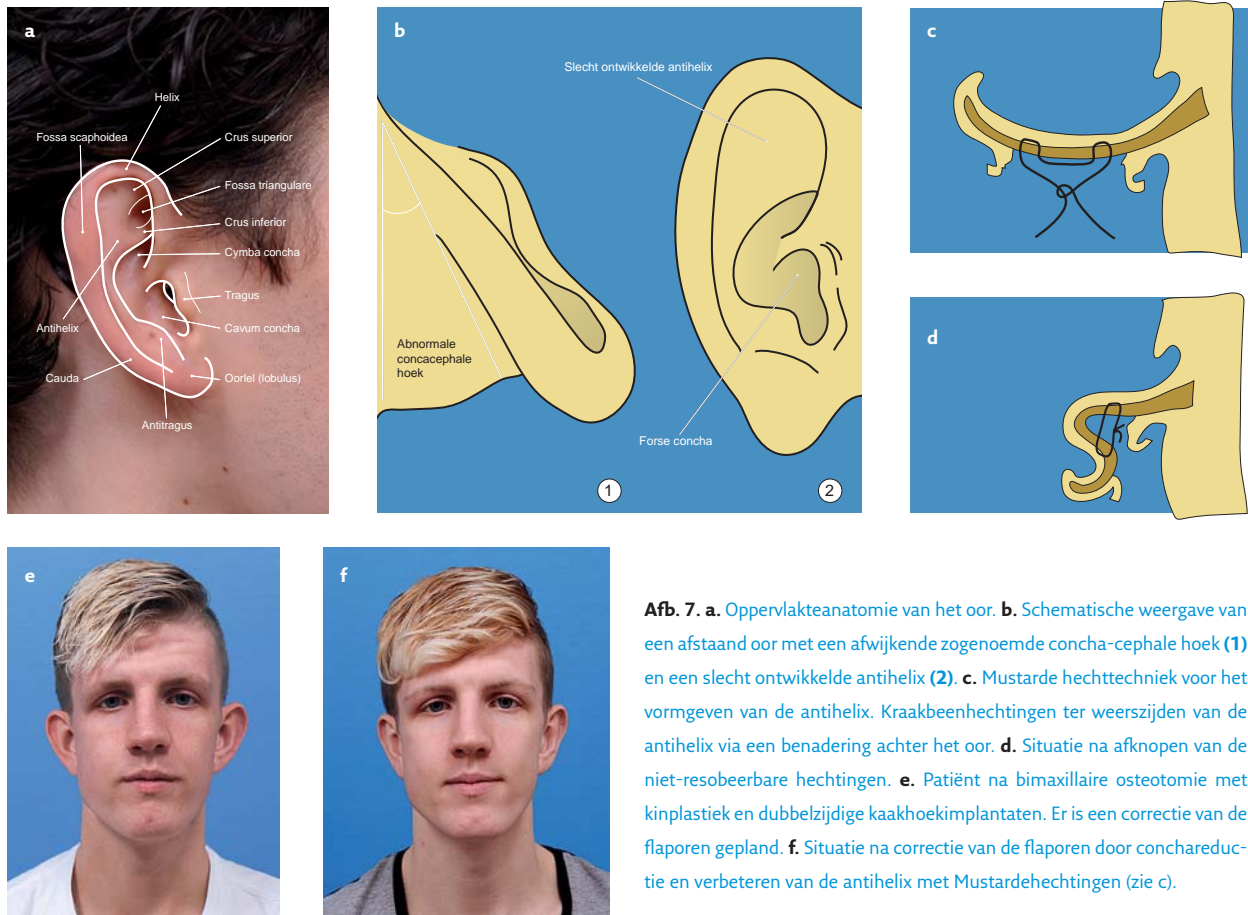 a
Helix
Fossa scaphoidea
Crus superior
Fossa triangulare
Crus inferior
Cymba concha
Tragus
Antihelix
Cavum concha
Cauda
Oorlel (lobulus)
Antitragus
b
Slecht ontwikkelde antihelix
Abnormale
concacephale
hoek
Forse concha
1
2
c
d
e
f
Afb. 7. a. Oppervlakteanatomie van het oor. b. Schematische weergave van
een afstaand oor met een afwijkende zogenoemde concha-cephale hoek (1)
en een slecht ontwikkelde antihelix (2). c. Mustarde hechttechniek voor het
vormgeven van de antihelix. Kraakbeenhechtingen ter weerszijden van de
antihelix via een benadering achter het oor. d. Situatie na afknopen van de
niet-resobeerbare hechtingen. e. Patiënt na bimaxillaire osteotomie met
kinplastiek en dubbelzijdige kaakhoekimplantaten. Er is een correctie van de
flaporen gepland. f. Situatie na correctie van de flaporen door conchareduc-
tie en verbeteren van de antihelix met Mustardehechtingen (zie c).